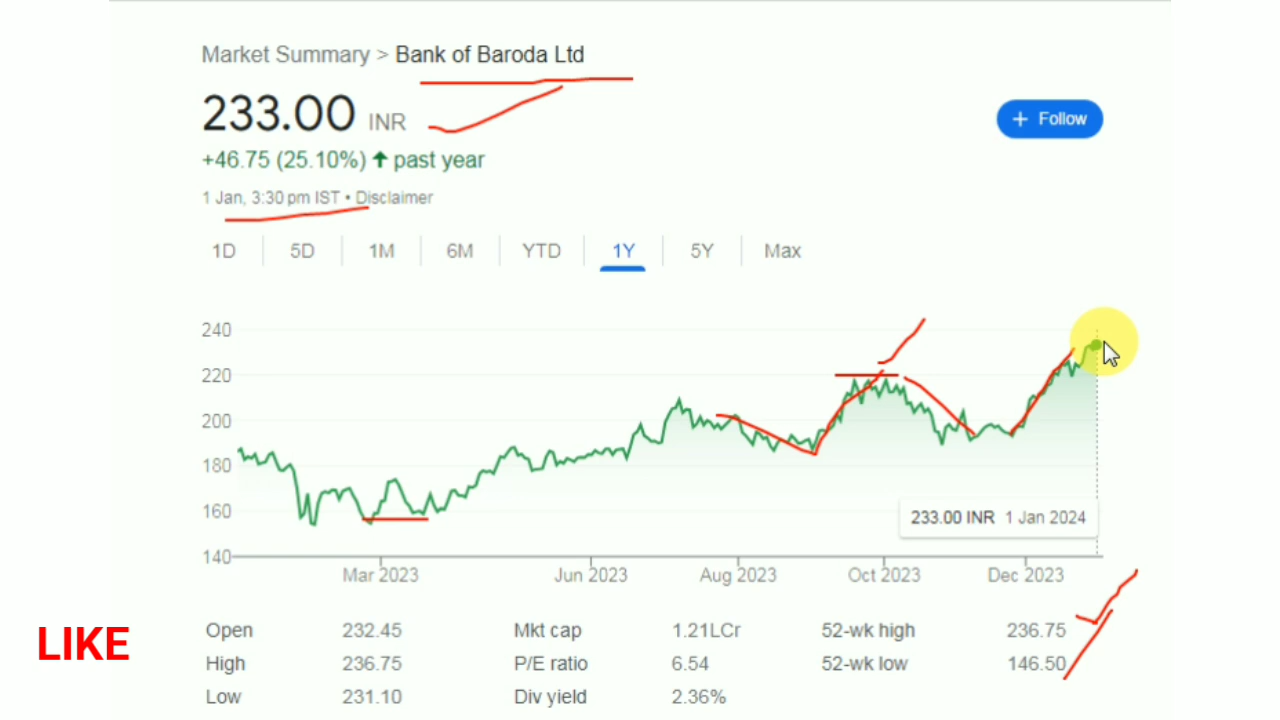 Market Summary > Bank of Baroda Ltd
233.00 INR
+ Follow
+46.75 (25.10%) ↑ past year
1 Jan, 3:30 pm IST • Disclaimer
1D 5D 1M 6M YTD 1Y 5Y Max
240
220
200
180
160
140
233.00 INR 1 Jan 2024
Mar 2023 Jun 2023 Aug 2023 Oct 2023 Dec 2023
Open 232.45 Mkt cap 1.21LCr 52-wk high 236.75
High 236.75 P/E ratio 6.54 52-wk low 146.50
Low 231.10 Div yield 2.36%
LIKE